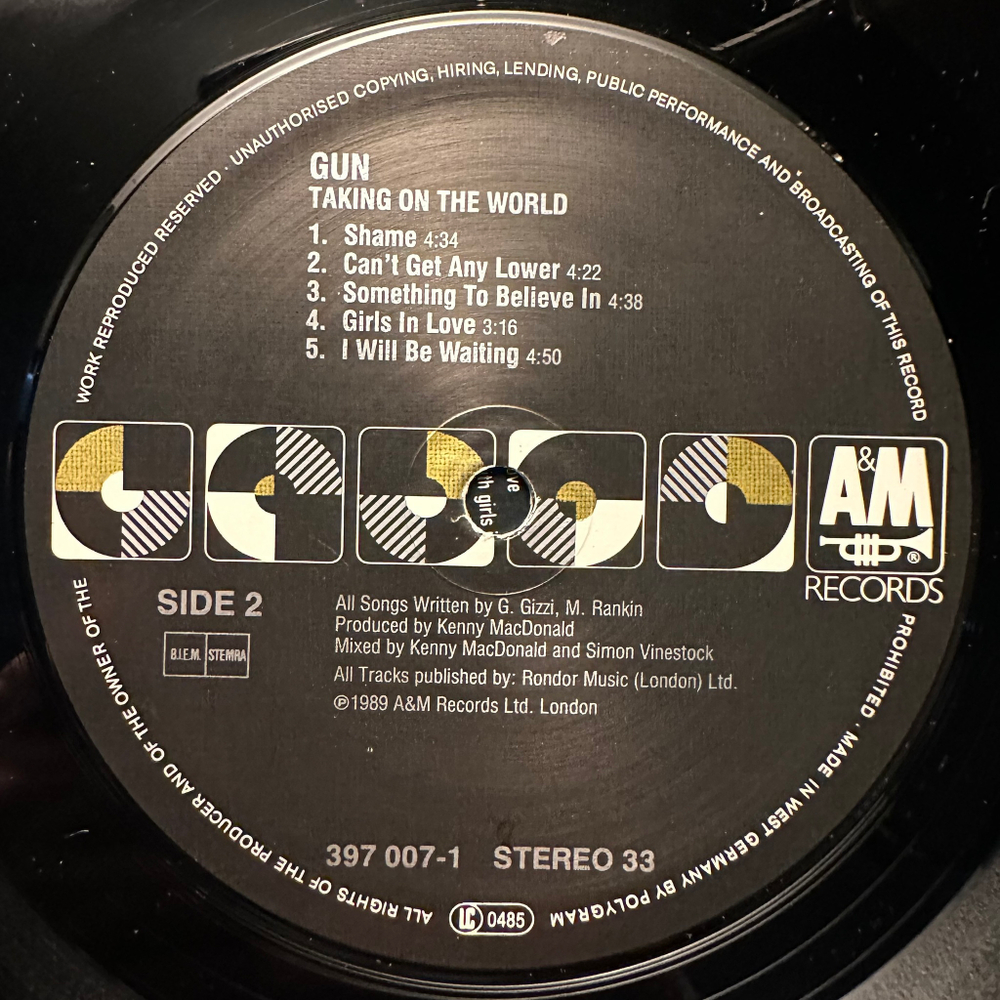 WORK REPRODUCED RESERVED · UNAUTHORISED COPYING, HIRING, LENDING, PUBLIC PERFORMANCE AND BROADCASTING OF THIS RECORD
GUN
TAKING ON THE WORLD
1. Shame 4:34
2. Can't Get Any Lower 4:22
3. Something To Believe In 4:38
4. Girls In Love 3:16
5. I Will Be Waiting 4:50
A&M
®
RECORDS
girls
SIDE 2
B.I.E.M. STEMRA
All Songs Written by G. Gizzi, M. Rankin
Produced by Kenny MacDonald
Mixed by Kenny MacDonald and Simon Vinestock
All Tracks published by: Rondor Music (London) Ltd.
℗1989 A&M Records Ltd. London
397 007-1 STEREO 33
PROHIBITED . MADE IN WEST GERMANY BY POLYGRAM
LC 0485
ALL RIGHTS OF THE PRODUCER AND OF THE OWNER OF THE